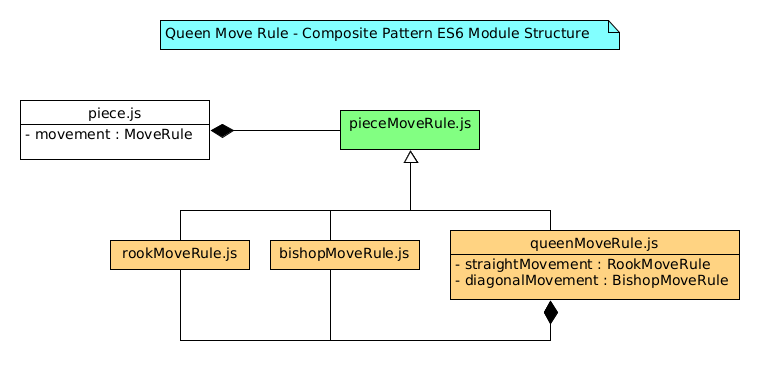 Queen Move Rule - Composite Pattern ES6 Module Structure
piece.js
- movement : MoveRule
pieceMoveRule.js
rookMoveRule.js
bishopMoveRule.js
queenMoveRule.js
- straightMovement : RookMoveRule
- diagonalMovement : BishopMoveRule